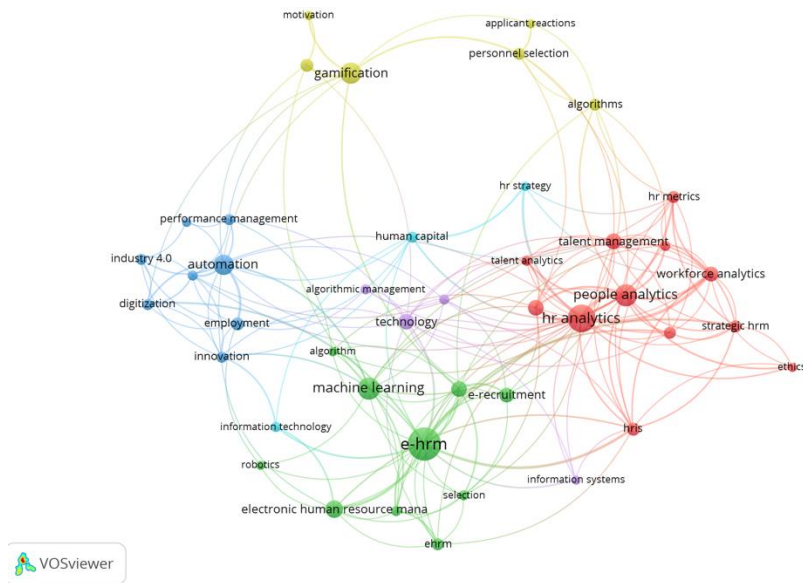 motivation
applicant reactions
gamification
personnel selection
algorithms
hr strategy
hr metrics
performance management
human capital
talent management
industry 4.0
automation
talent analytics
workforce analytics
algorithmic management
people analytics
digitization
employment
technology
hr analytics
strategic hrm
innovation
algorithm
ethics
machine learning
e-recruitment
information technology
hris
e-hrm
robotics
information systems
selection
electronic human resource mana
ehrm
VOSviewer